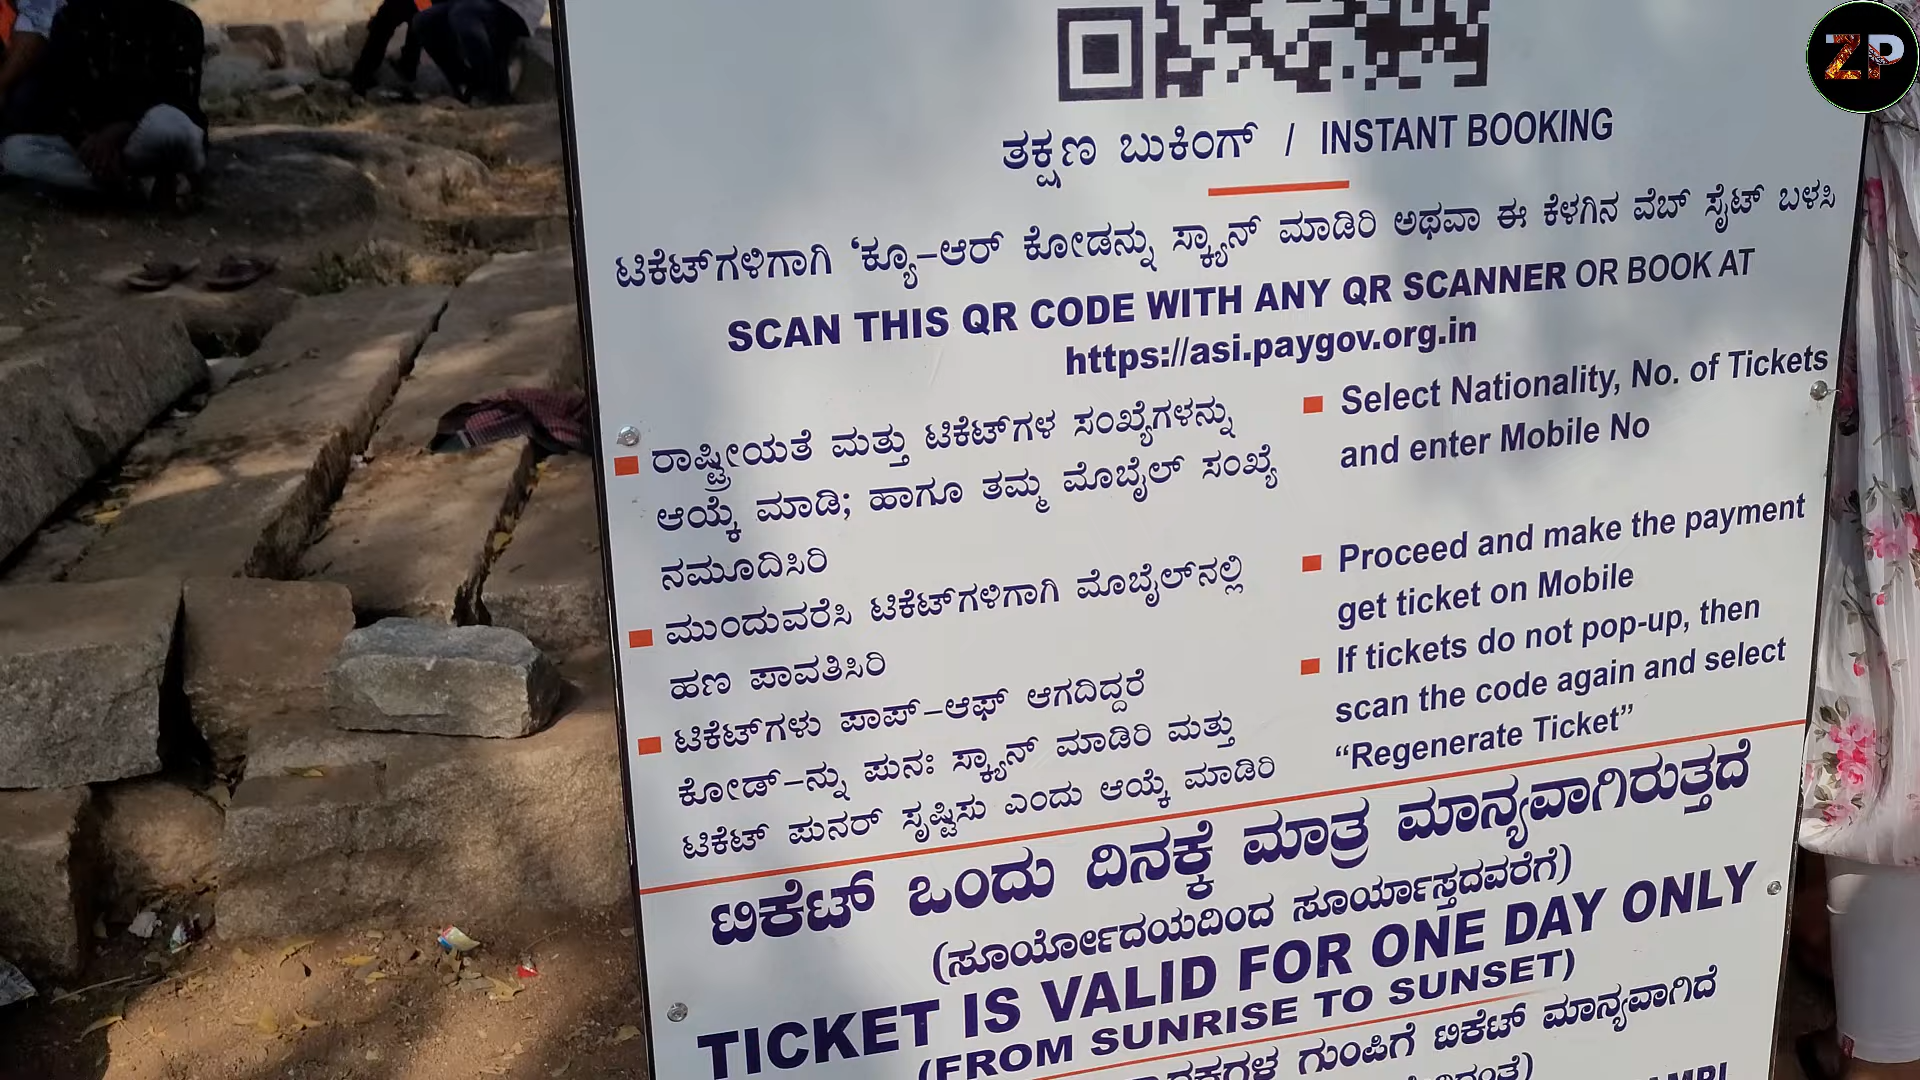 ZP
ತಕ್ಷಣ ಬುಕಿಂಗ್ / INSTANT BOOKING
ಟಿಕೆಟ್‌ಗಳಿಗಾಗಿ ‘ಕ್ಯೂ–ಆರ್ ಕೋಡನ್ನು ಸ್ಕ್ಯಾನ್ ಮಾಡಿರಿ ಅಥವಾ ಈ ಕೆಳಗಿನ ವೆಬ್ ಸೈಟ್ ಬಳಸಿ
SCAN THIS QR CODE WITH ANY QR SCANNER OR BOOK AT
https://asi.paygov.org.in
ರಾಷ್ಟ್ರೀಯತೆ ಮತ್ತು ಟಿಕೆಟ್‌ಗಳ ಸಂಖ್ಯೆಗಳನ್ನು
ಆಯ್ಕೆ ಮಾಡಿ; ಹಾಗೂ ತಮ್ಮ ಮೊಬೈಲ್ ಸಂಖ್ಯೆ
ನಮೂದಿಸಿರಿ
ಮುಂದುವರೆಸಿ ಟಿಕೆಟ್‌ಗಳಿಗಾಗಿ ಮೊಬೈಲ್‌ನಲ್ಲಿ
ಹಣ ಪಾವತಿಸಿರಿ
ಟಿಕೆಟ್‌ಗಳು ಪಾಪ್–ಆಫ್ ಆಗದಿದ್ದರೆ
ಕೋಡ್–ನ್ನು ಪುನಃ ಸ್ಕ್ಯಾನ್ ಮಾಡಿರಿ ಮತ್ತು
ಟಿಕೆಟ್ ಪುನರ್ ಸೃಷ್ಟಿಸು ಎಂದು ಆಯ್ಕೆ ಮಾಡಿರಿ
Select Nationality, No. of Tickets
and enter Mobile No
Proceed and make the payment
get ticket on Mobile
If tickets do not pop-up, then
scan the code again and select
“Regenerate Ticket”
ಟಿಕೆಟ್ ಒಂದು ದಿನಕ್ಕೆ ಮಾತ್ರ ಮಾನ್ಯವಾಗಿರುತ್ತದೆ
(ಸೂರ್ಯೋದಯದಿಂದ ಸೂರ್ಯಾಸ್ತದವರೆಗೆ)
TICKET IS VALID FOR ONE DAY ONLY
(FROM SUNRISE TO SUNSET)
ಗುಂಪಿಗೆ ಟಿಕೆಟ್ ಮಾನ್ಯವಾಗಿದೆ